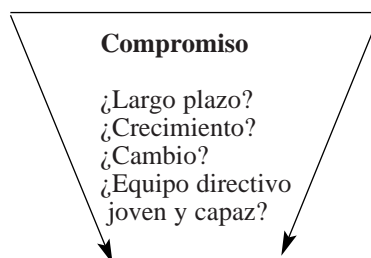 Compromiso
¿Largo plazo?
¿Crecimiento?
¿Cambio?
¿Equipo directivo
joven y capaz?